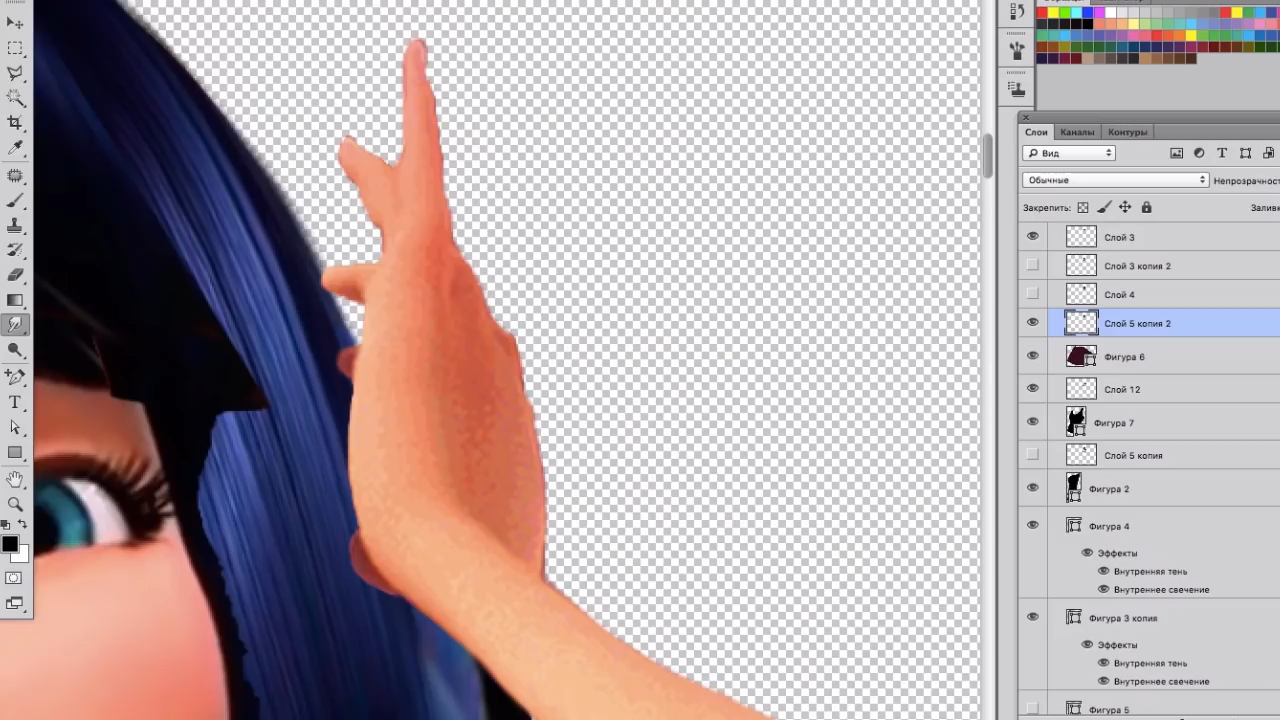 Слои Каналы Контуры
Вид
Обычные Непрозрачност
Закрепить: Заливк
Слой 3
Слой 3 копия 2
Слой 4
Слой 5 копия 2
Фигура 6
Слой 12
Фигура 7
Слой 5 копия
Фигура 2
Фигура 4
Эффекты
Внутренняя тень
Внутреннее свечение
Фигура 3 копия
Эффекты
Внутренняя тень
Внутреннее свечение
Фигура 5